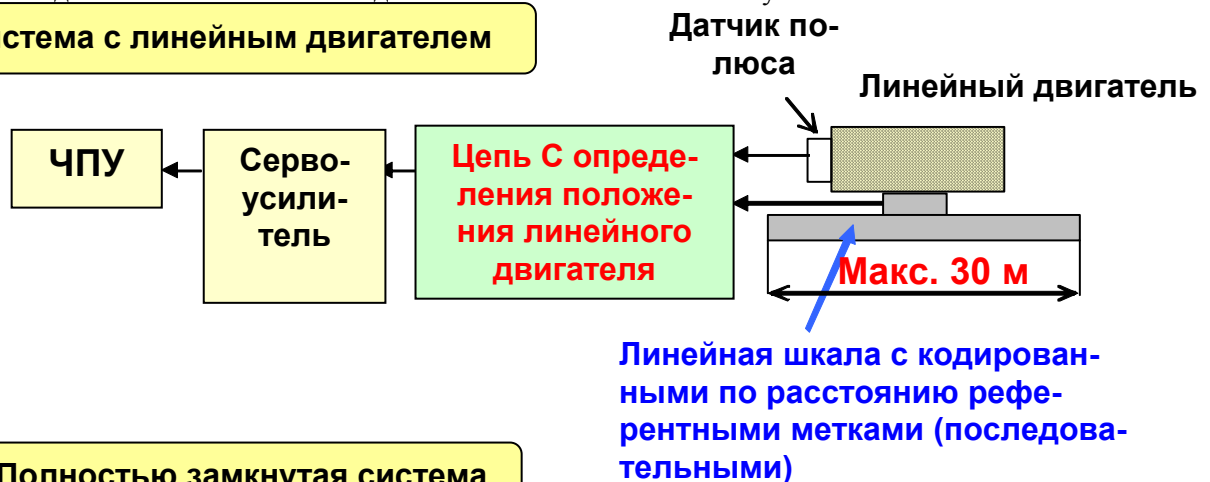 стема с линейным двигателем
Датчик по-
люса
Линейный двигатель
ЧПУ
Серво-
усили-
тель
Цепь С опреде-
ления положе-
ния линейного
двигателя
Макс. 30 м
Линейная шкала с кодирован-
ными по расстоянию рефе-
рентными метками (последова-
тельными)
Полностью замкнутая система